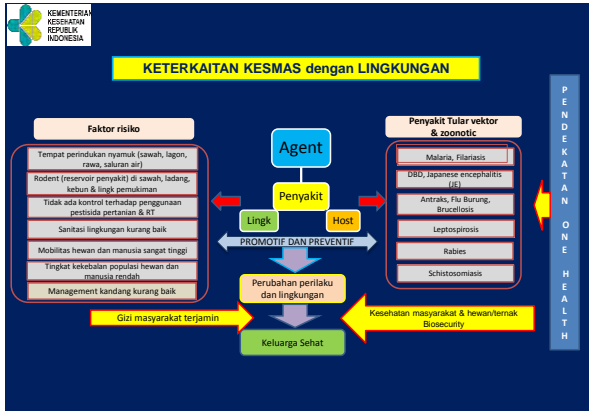 KEMENTERIAN
KESEHATAN
REPUBLIK
INDONESIA
KETERKAITAN KESMAS dengan LINGKUNGAN
Faktor risiko
Tempat perindukan nyamuk (sawah, lagon,
rawa, saluran air)
Rodent (reservoir penyakit) di sawah, ladang,
kebun & lingk pemukiman
Tidak ada kontrol terhadap penggunaan
pestisida pertanian & RT
Sanitasi lingkungan kurang baik
Mobilitas hewan dan manusia sangat tinggi
Tingkat kekebalan populasi hewan dan
manusia rendah
Management kandang kurang baik
Agent
Penyakit
Lingk
Host
PROMOTIF DAN PREVENTIF
Perubahan perilaku
dan lingkungan
Gizi masyarakat terjamin
Kesehatan masyarakat & hewan/ternak
Biosecurity
Keluarga Sehat
Penyakit Tular vektor
& zoonotic
Malaria, Filariasis
DBD, Japanese encephalitis
(JE)
Antraks, Flu Burung,
Brucellosis
Leptospirosis
Rabies
Schistosomiasis
PENDEKATAN ONE HEALTH